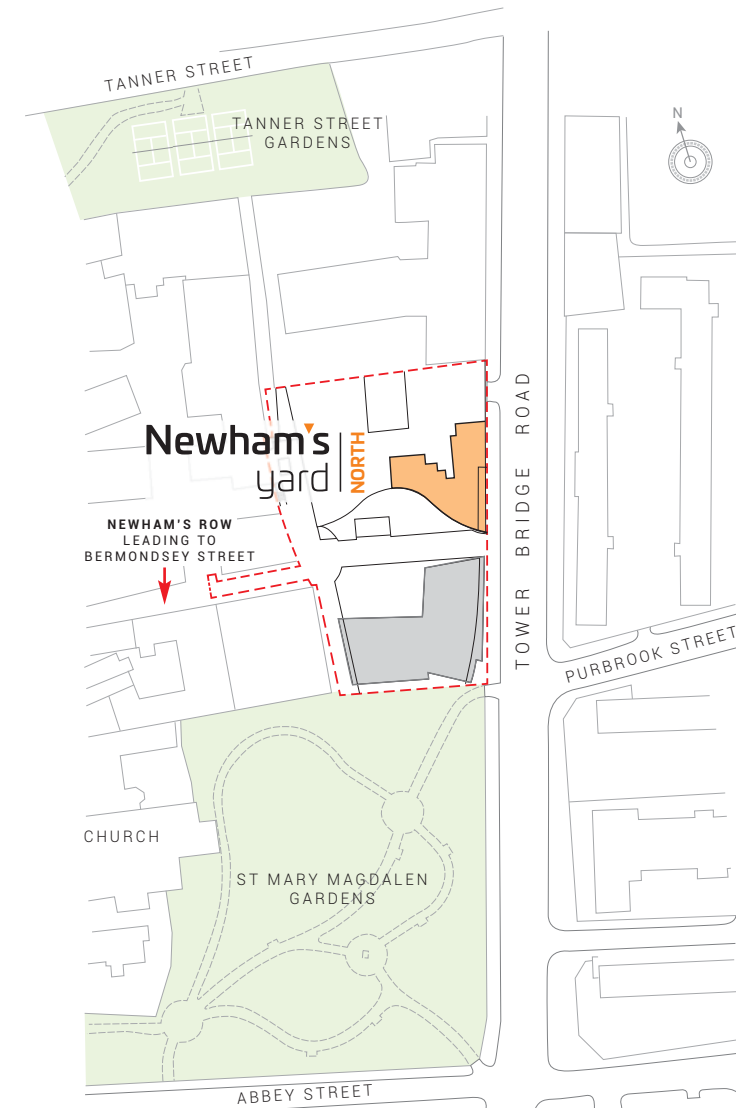 TANNER STREET
TANNER STREET
GARDENS
N
Newham's
yard
NORTH
TOWER BRIDGE ROAD
NEWHAM'S ROW
LEADING TO
BERMONDSEY STREET
PURBROOK STREET
CHURCH
ST MARY MAGDALEN
GARDENS
ABBEY STREET